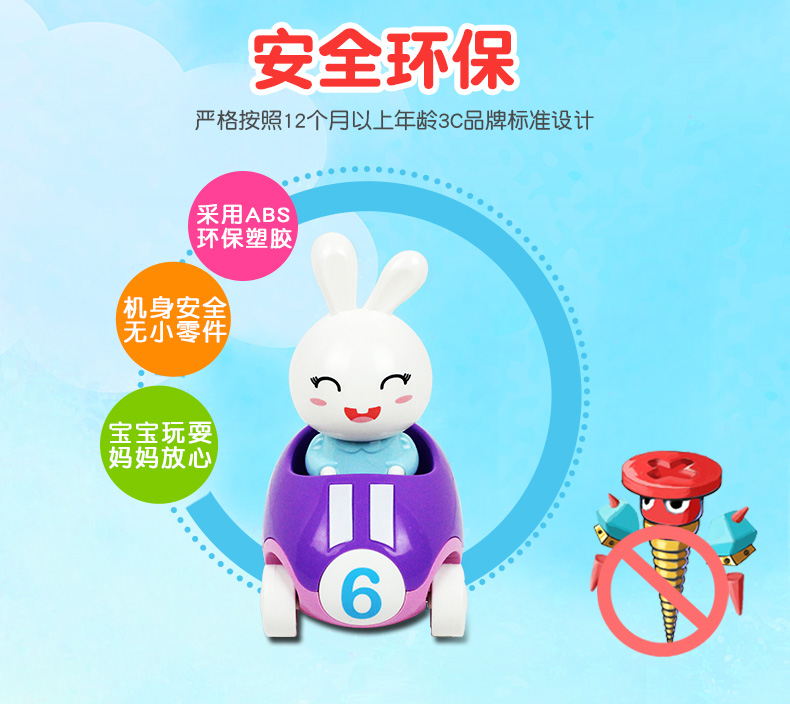 安全环保
严格按照12个月以上年龄3C品牌标准设计
采用ABS
环保塑胶
机身安全
无小零件
宝宝玩耍
妈妈放心
6